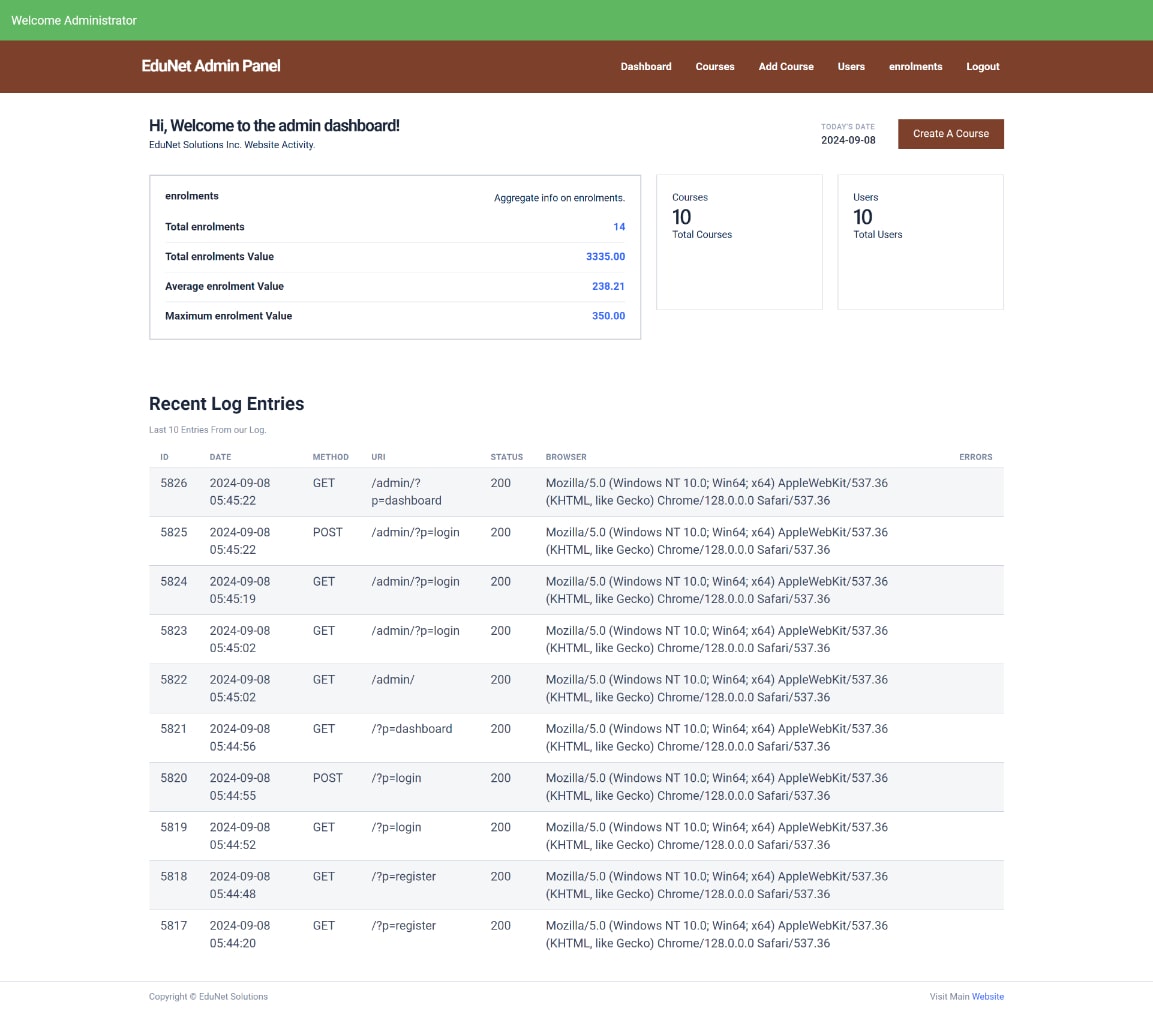 Welcome Administrator
EduNet Admin Panel Dashboard Courses Add Course Users enrolments Logout
Hi, Welcome to the admin dashboard!
EduNet Solutions Inc. Website Activity.
TODAY'S DATE
2024-09-08
Create A Course
enrolments Aggregate info on enrolments.
Total enrolments 14
Total enrolments Value 3335.00
Average enrolment Value 238.21
Maximum enrolment Value 350.00
Courses
10
Total Courses
Users
10
Total Users
Recent Log Entries
Last 10 Entries From our Log.
ID DATE METHOD URI STATUS BROWSER ERRORS
5826 2024-09-08 GET /admin/? 200 Mozilla/5.0 (Windows NT 10.0; Win64; x64) AppleWebKit/537.36
05:45:22 p=dashboard (KHTML, like Gecko) Chrome/128.0.0.0 Safari/537.36
5825 2024-09-08 POST /admin/?p=login 200 Mozilla/5.0 (Windows NT 10.0; Win64; x64) AppleWebKit/537.36
05:45:22 (KHTML, like Gecko) Chrome/128.0.0.0 Safari/537.36
5824 2024-09-08 GET /admin/?p=login 200 Mozilla/5.0 (Windows NT 10.0; Win64; x64) AppleWebKit/537.36
05:45:19 (KHTML, like Gecko) Chrome/128.0.0.0 Safari/537.36
5823 2024-09-08 GET /admin/?p=login 200 Mozilla/5.0 (Windows NT 10.0; Win64; x64) AppleWebKit/537.36
05:45:02 (KHTML, like Gecko) Chrome/128.0.0.0 Safari/537.36
5822 2024-09-08 GET /admin/ 200 Mozilla/5.0 (Windows NT 10.0; Win64; x64) AppleWebKit/537.36
05:45:02 (KHTML, like Gecko) Chrome/128.0.0.0 Safari/537.36
5821 2024-09-08 GET /?p=dashboard 200 Mozilla/5.0 (Windows NT 10.0; Win64; x64) AppleWebKit/537.36
05:44:56 (KHTML, like Gecko) Chrome/128.0.0.0 Safari/537.36
5820 2024-09-08 POST /?p=login 200 Mozilla/5.0 (Windows NT 10.0; Win64; x64) AppleWebKit/537.36
05:44:55 (KHTML, like Gecko) Chrome/128.0.0.0 Safari/537.36
5819 2024-09-08 GET /?p=login 200 Mozilla/5.0 (Windows NT 10.0; Win64; x64) AppleWebKit/537.36
05:44:52 (KHTML, like Gecko) Chrome/128.0.0.0 Safari/537.36
5818 2024-09-08 GET /?p=register 200 Mozilla/5.0 (Windows NT 10.0; Win64; x64) AppleWebKit/537.36
05:44:48 (KHTML, like Gecko) Chrome/128.0.0.0 Safari/537.36
5817 2024-09-08 GET /?p=register 200 Mozilla/5.0 (Windows NT 10.0; Win64; x64) AppleWebKit/537.36
05:44:20 (KHTML, like Gecko) Chrome/128.0.0.0 Safari/537.36
Copyright © EduNet Solutions Visit Main Website